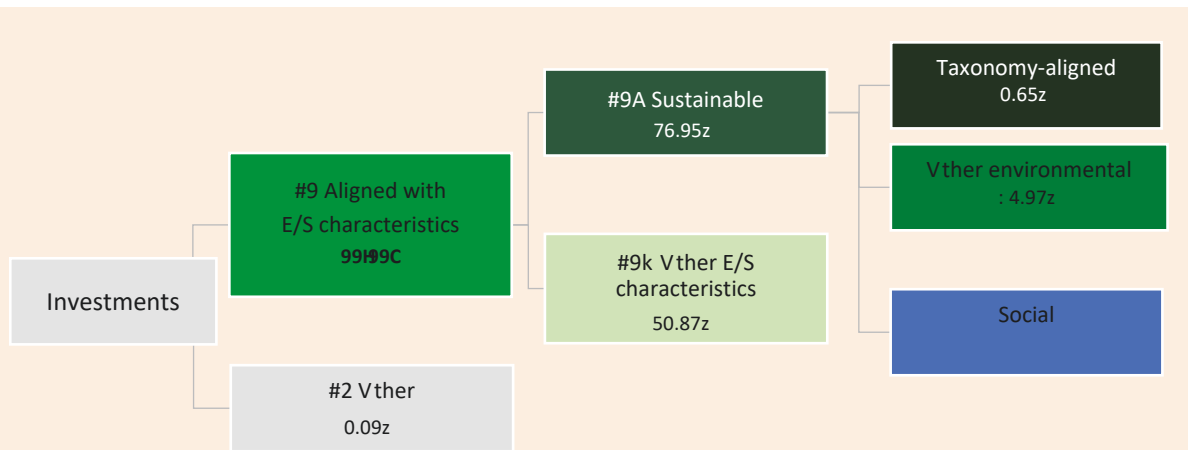 Taxonomy-aligned
0.65z
#9A Sustainable
76.95z
Vther environmental
: 4.97z
#9 Aligned with
E/S characteristics
#9k Vther E/S
characteristics
50.87z
Investments
Social
#2 Vther
0.09z